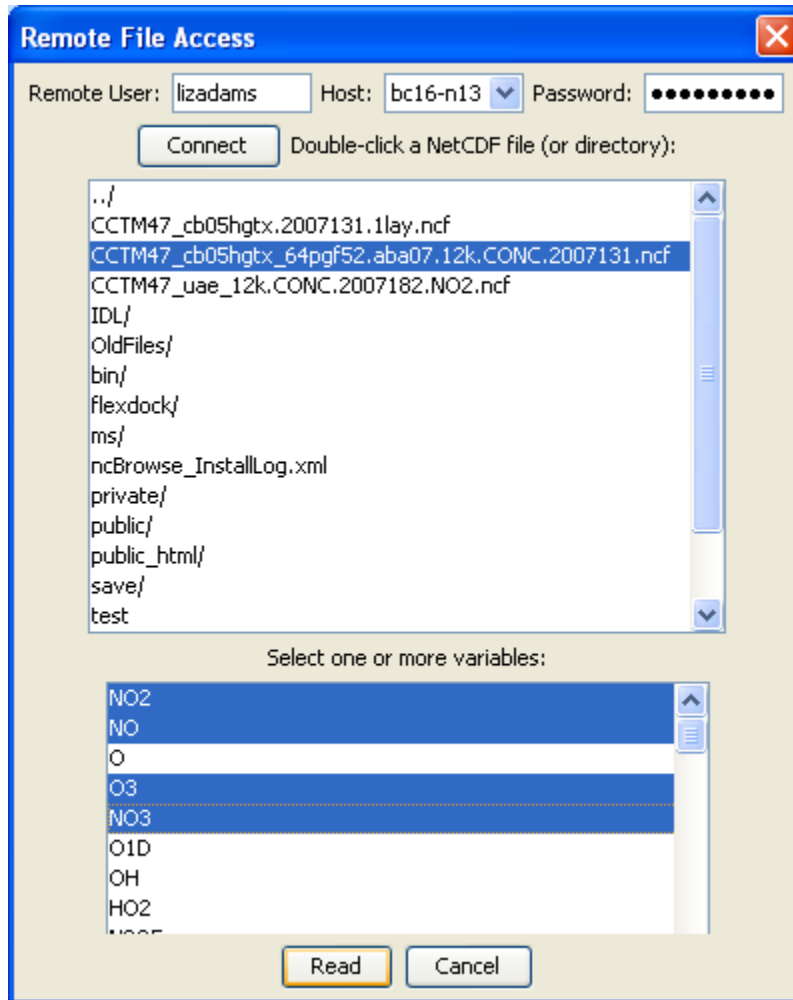 Remote File Access
Remote User: lizadams Host: bc16-n13 Password: ●●●●●●●●●
Connect Double-click a NetCDF file (or directory):
../
CCTM47_cb05hgtx.2007131.1lay.ncf
CCTM47_cb05hgtx_64pgf52.aba07.12k.CONC.2007131.ncf
CCTM47_uae_12k.CONC.2007182.NO2.ncf
IDL/
OldFiles/
bin/
flexdock/
ms/
ncBrowse_InstallLog.xml
private/
public/
public_html/
save/
test
Select one or more variables:
NO2
NO
O
O3
NO3
O1D
OH
HO2
Read Cancel